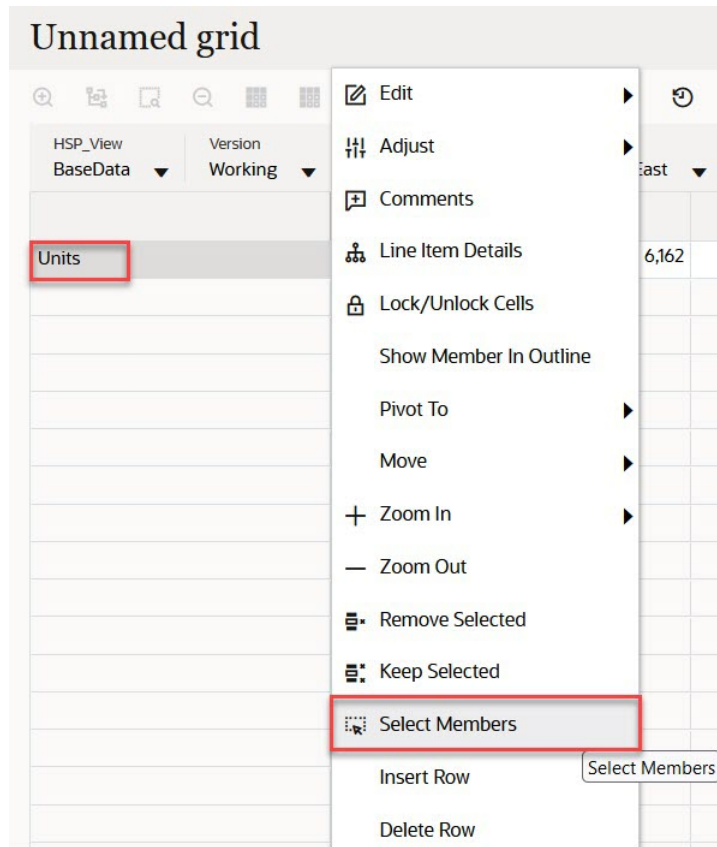 Unnamed grid
HSP_View
BaseData
Version
Working
East
Units
6,162
Edit
Adjust
Comments
Line Item Details
Lock/Unlock Cells
Show Member In Outline
Pivot To
Move
Zoom In
Zoom Out
Remove Selected
Keep Selected
Select Members
Select Members
Insert Row
Delete Row